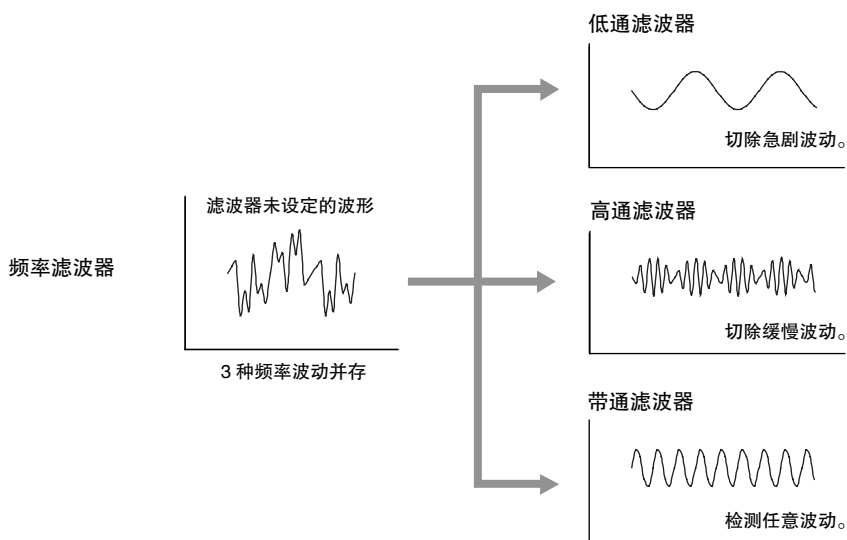 频率滤波器
滤波器未设定的波形
3 种频率波动并存
低通滤波器
切除急剧波动。
高通滤波器
切除缓慢波动。
带通滤波器
检测任意波动。